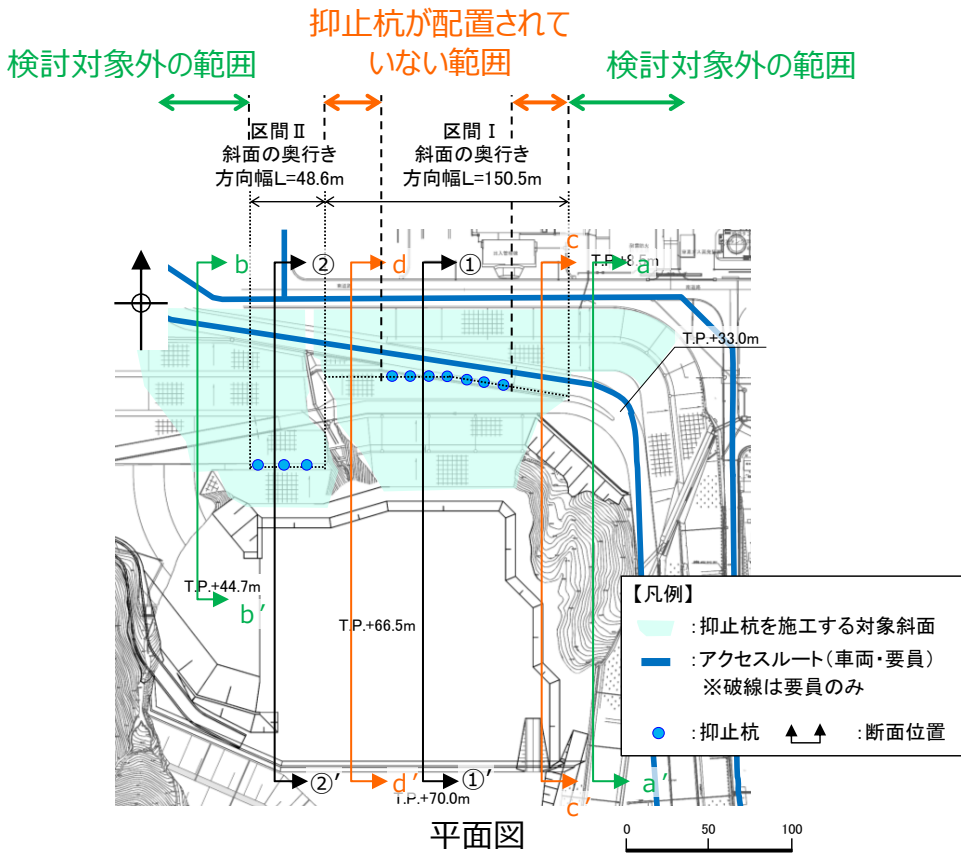 抑止杭が配置されて
いない範囲
検討対象外の範囲
検討対象外の範囲
区間Ⅱ
斜面の奥行き
方向幅L=48.6m
区間Ⅰ
斜面の奥行き
方向幅L=150.5m
b
②
d
①
c
a
T.P.+8.5m
T.P.+33.0m
T.P.+44.7m
b′
T.P.+66.5m
【凡例】
:抑止杭を施工する対象斜面
:アクセスルート(車両・要員)
※破線は要員のみ
:抑止杭
:断面位置
②′
d′
①′
c′
a′
T.P.+70.0m
平面図
0 50 100